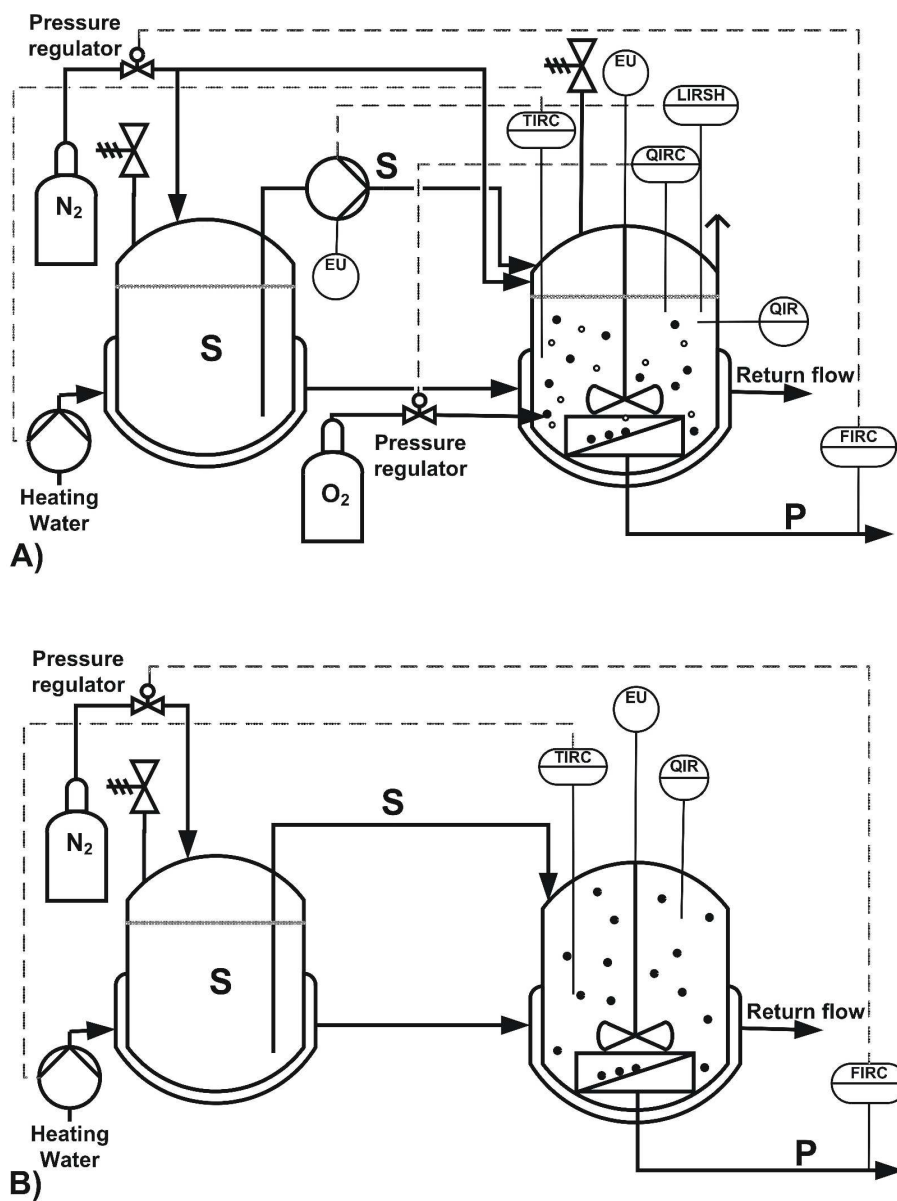 Pressure
regulator
EU
LIRSH
TIRC
QIRC
S
N2
EU
QIR
S
Return flow
Pressure
regulator
FIRC
Heating
Water
O2
P
A)
Pressure
regulator
EU
TIRC
QIR
S
N2
S
Return flow
FIRC
Heating
Water
P
B)